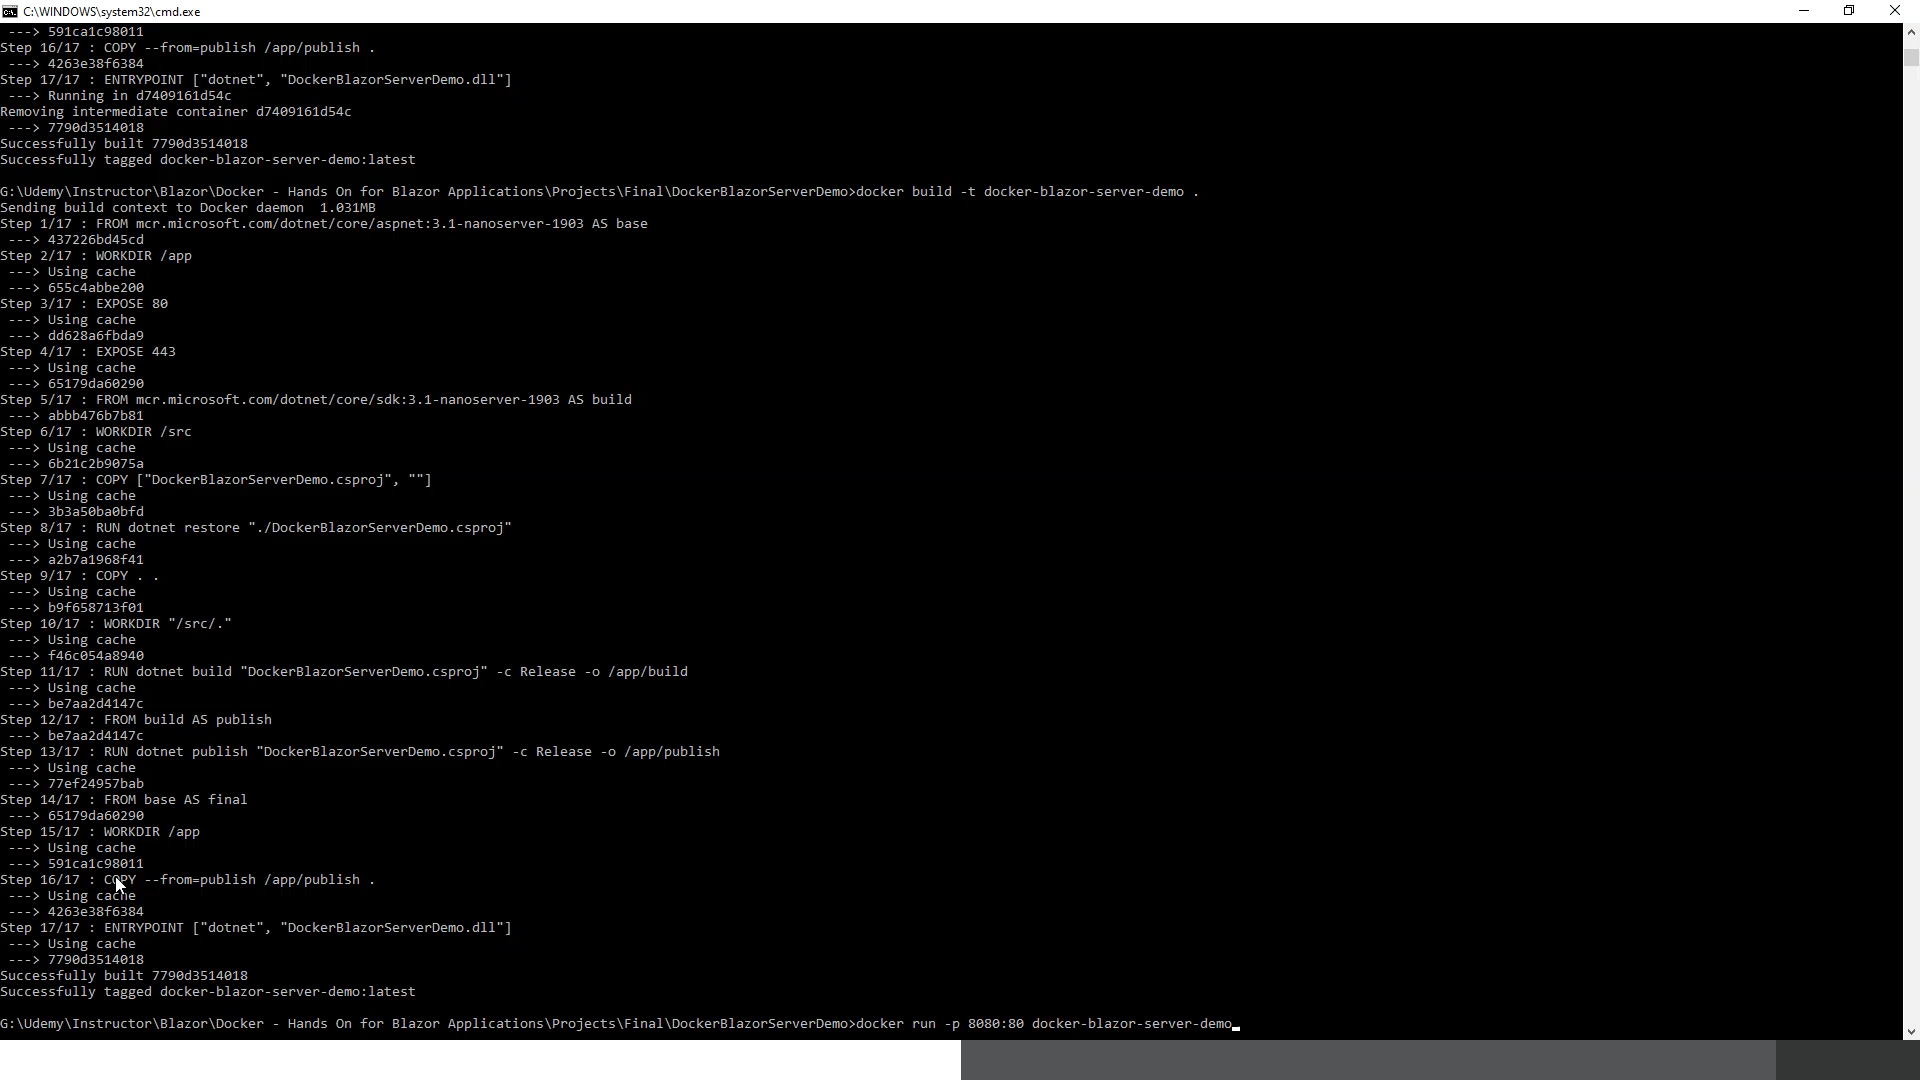 C:\WINDOWS\system32\cmd.exe
---> 591ca1c98011
Step 16/17 : COPY --from=publish /app/publish .
---> 4263e38f6384
Step 17/17 : ENTRYPOINT ["dotnet", "DockerBlazorServerDemo.dll"]
---> Running in d7409161d54c
Removing intermediate container d7409161d54c
---> 7790d3514018
Successfully built 7790d3514018
Successfully tagged docker-blazor-server-demo:latest
G:\Udemy\Instructor\Blazor\Docker - Hands On for Blazor Applications\Projects\Final\DockerBlazorServerDemo>docker build -t docker-blazor-server-demo .
Sending build context to Docker daemon  1.031MB
Step 1/17 : FROM mcr.microsoft.com/dotnet/core/aspnet:3.1-nanoserver-1903 AS base
---> 437226bd45cd
Step 2/17 : WORKDIR /app
---> Using cache
---> 655c4abbe200
Step 3/17 : EXPOSE 80
---> Using cache
---> dd628a6fbda9
Step 4/17 : EXPOSE 443
---> Using cache
---> 65179da60290
Step 5/17 : FROM mcr.microsoft.com/dotnet/core/sdk:3.1-nanoserver-1903 AS build
---> abbb476b7b81
Step 6/17 : WORKDIR /src
---> Using cache
---> 6b21c2b9075a
Step 7/17 : COPY ["DockerBlazorServerDemo.csproj", ""]
---> Using cache
---> 3b3a50ba0bfd
Step 8/17 : RUN dotnet restore "./DockerBlazorServerDemo.csproj"
---> Using cache
---> a2b7a1968f41
Step 9/17 : COPY . .
---> Using cache
---> b9f658713f01
Step 10/17 : WORKDIR "/src/."
---> Using cache
---> f46c054a8940
Step 11/17 : RUN dotnet build "DockerBlazorServerDemo.csproj" -c Release -o /app/build
---> Using cache
---> be7aa2d4147c
Step 12/17 : FROM build AS publish
---> be7aa2d4147c
Step 13/17 : RUN dotnet publish "DockerBlazorServerDemo.csproj" -c Release -o /app/publish
---> Using cache
---> 77ef24957bab
Step 14/17 : FROM base AS final
---> 65179da60290
Step 15/17 : WORKDIR /app
---> Using cache
---> 591ca1c98011
Step 16/17 : COPY --from=publish /app/publish .
---> Using cache
---> 4263e38f6384
Step 17/17 : ENTRYPOINT ["dotnet", "DockerBlazorServerDemo.dll"]
---> Using cache
---> 7790d3514018
Successfully built 7790d3514018
Successfully tagged docker-blazor-server-demo:latest
G:\Udemy\Instructor\Blazor\Docker - Hands On for Blazor Applications\Projects\Final\DockerBlazorServerDemo>docker run -p 8080:80 docker-blazor-server-demo